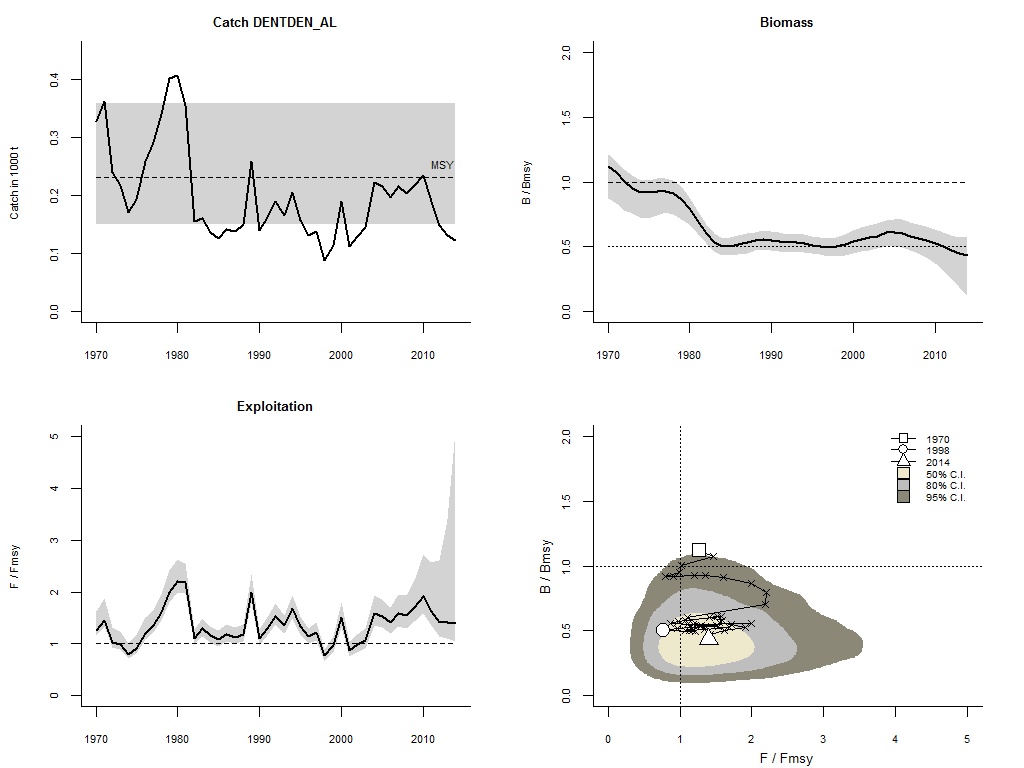 Catch DENTDEN_AL
Catch in 1000 t
0.4
0.3
0.2
0.1
0.0
MSY
1970 1980 1990 2000 2010
Biomass
B / Bmsy
2.0
1.5
1.0
0.5
0.0
1970 1980 1990 2000 2010
Exploitation
F / Fmsy
5
4
3
2
1
0
1970 1980 1990 2000 2010
B / Bmsy
2.0
1.5
1.0
0.5
0.0
1970
1998
2014
50% C.I.
80% C.I.
95% C.I.
0 1 2 3 4 5
F / Fmsy